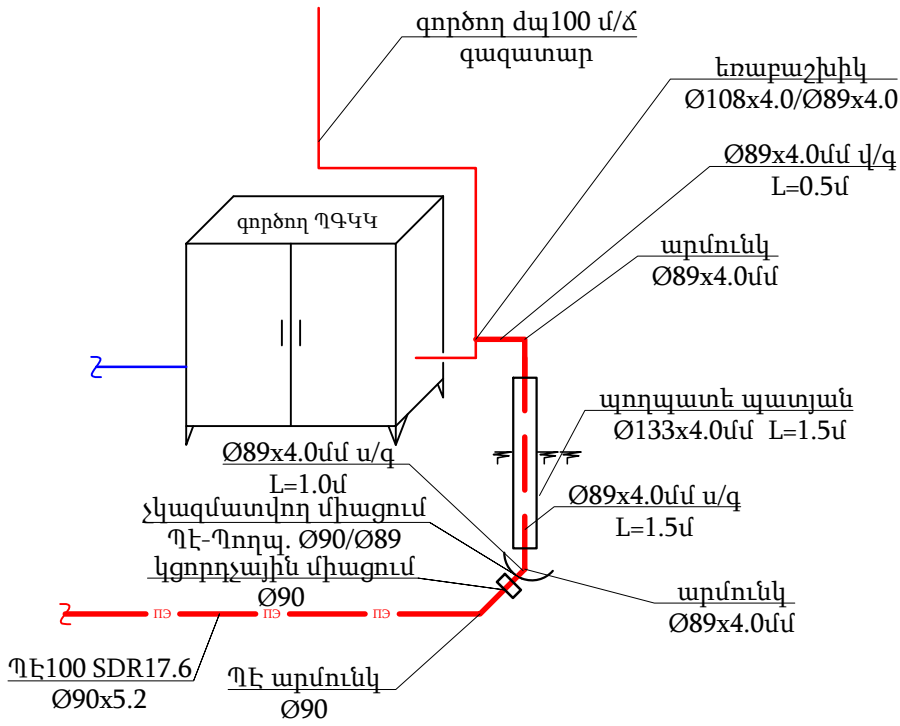 գործող ժպ100 մ/ճ
գազատար
եռաբաշխիկ
Ø108x4.0/Ø89x4.0
Ø89x4.0մմ վ/գ
L=0.5մ
գործող ՊԳԿԿ
արմունկ
Ø89x4.0մմ
պողպատե պատյան
Ø133x4.0մմ L=1.5մ
Ø89x4.0մմ ս/գ
L=1.0մ
Ø89x4.0մմ ս/գ
L=1.5մ
չկազմատվող միացում
Պէ-Պողպ. Ø90/Ø89
կցորդչային միացում
Ø90
արմունկ
Ø89x4.0մմ
ПЭ ПЭ ПЭ
ՊԷ100 SDR17.6
Ø90x5.2
ՊԷ արմունկ
Ø90